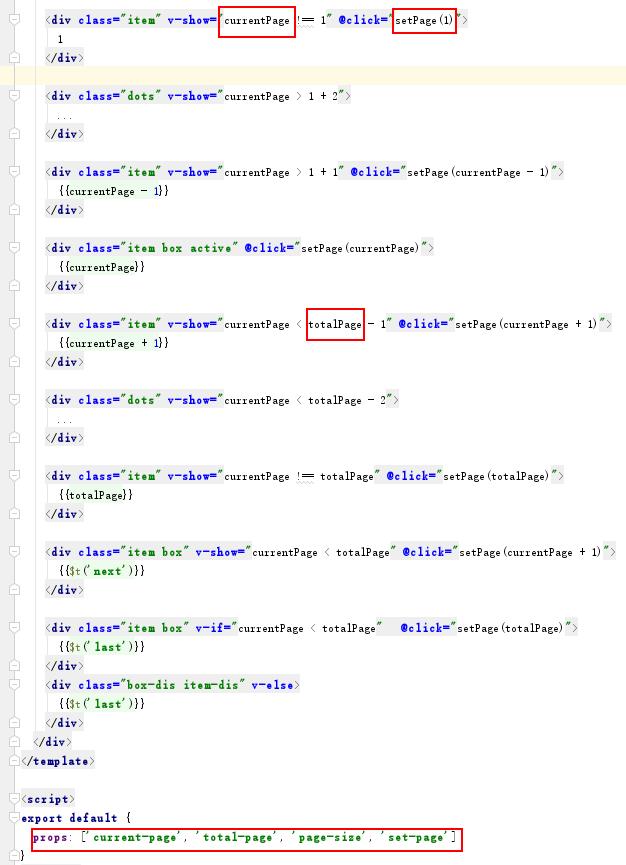 <div class="item" v-show="currentPage !== 1" @click="setPage(1)">
1
</div>
<div class="dots" v-show="currentPage > 1 + 2">
...
</div>
<div class="item" v-show="currentPage > 1 + 1" @click="setPage(currentPage - 1)">
{{currentPage - 1}}
</div>
<div class="item box active" @click="setPage(currentPage)">
{{currentPage}}
</div>
<div class="item" v-show="currentPage < totalPage - 1" @click="setPage(currentPage + 1)">
{{currentPage + 1}}
</div>
<div class="dots" v-show="currentPage < totalPage - 2">
...
</div>
<div class="item" v-show="currentPage !== totalPage" @click="setPage(totalPage)">
{{totalPage}}
</div>
<div class="item box" v-show="currentPage < totalPage" @click="setPage(currentPage + 1)">
{{$t('next')}}
</div>
<div class="item box" v-if="currentPage < totalPage" @click="setPage(totalPage)">
{{$t('last')}}
</div>
<div class="box-dis item-dis" v-else>
{{$t('last')}}
</div>
</div>
</template>
<script>
export default {
props: ['current-page', 'total-page', 'page-size', 'set-page']
}